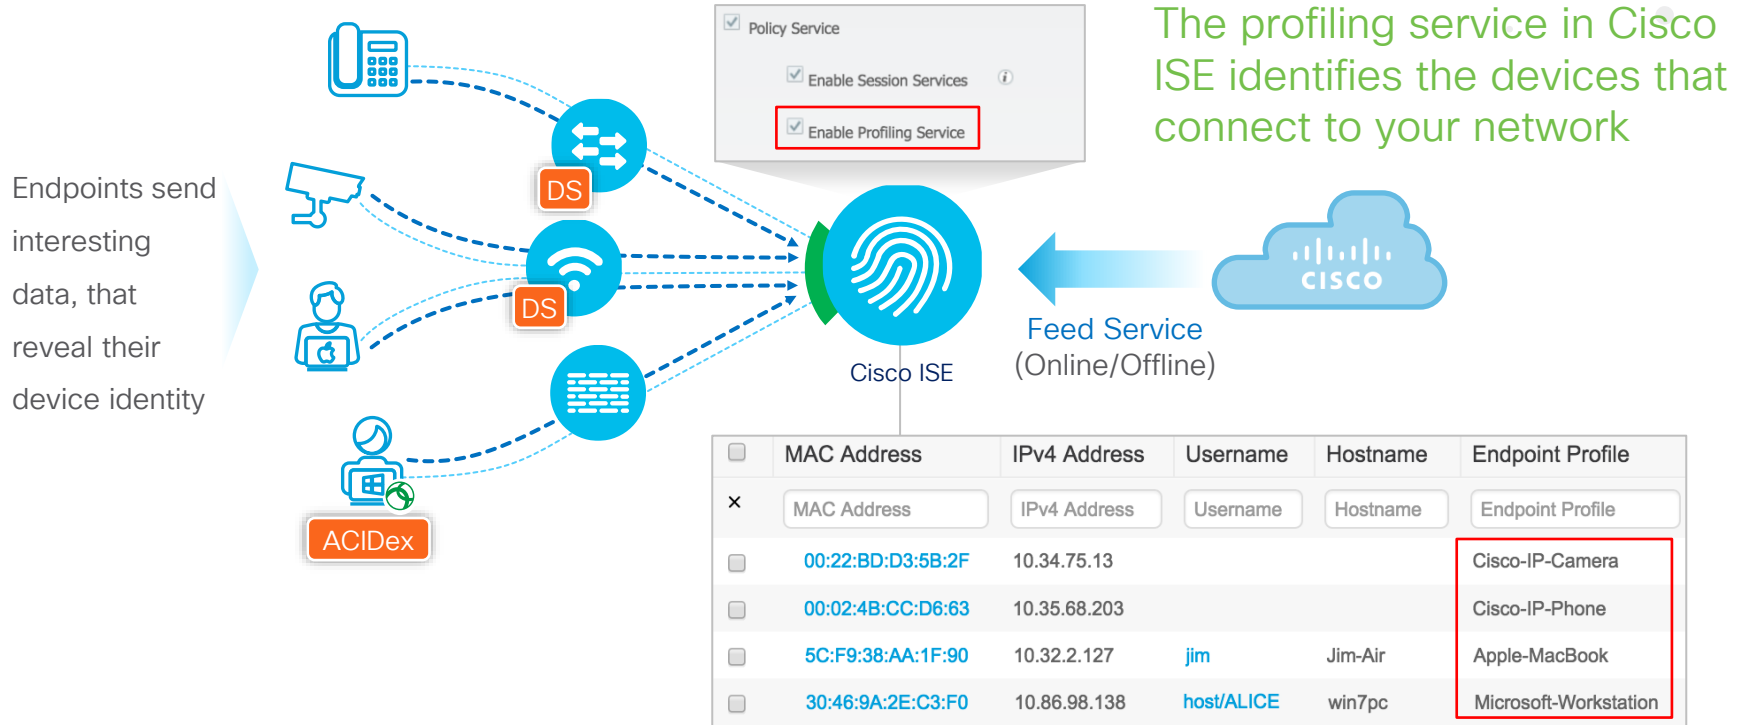 The profiling service in Cisco
ISE identifies the devices that
connect to your network
Policy Service
Enable Session Services
Enable Profiling Service
Endpoints send
interesting
data, that
reveal their
device identity
DS
DS
ACIDex
Cisco ISE
CISCO
Feed Service
(Online/Offline)
MAC Address IPv4 Address Username Hostname Endpoint Profile
MAC Address IPv4 Address Username Hostname Endpoint Profile
00:22:BD:D3:5B:2F 10.34.75.13 Cisco-IP-Camera
00:02:4B:CC:D6:63 10.35.68.203 Cisco-IP-Phone
5C:F9:38:AA:1F:90 10.32.2.127 jim Jim-Air Apple-MacBook
30:46:9A:2E:C3:F0 10.86.98.138 host/ALICE win7pc Microsoft-Workstation